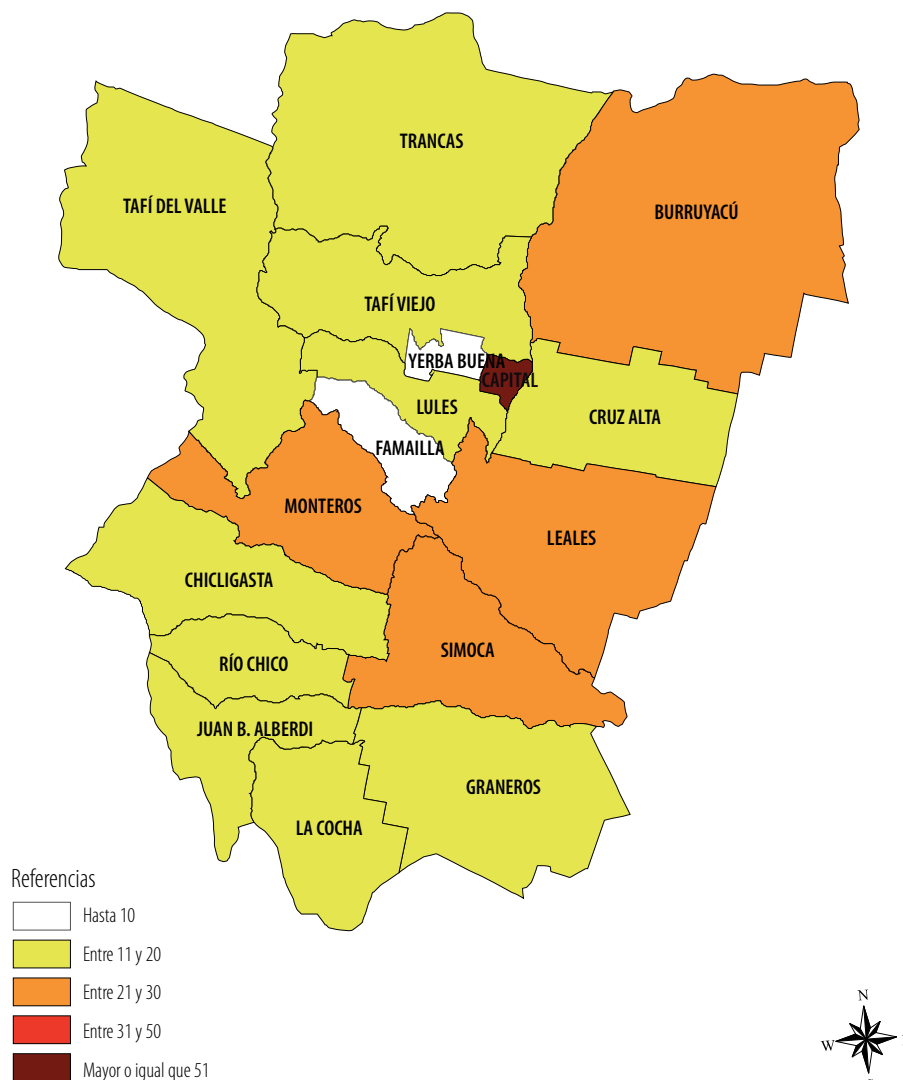 TRANCAS
TAFÍ DEL VALLE
BURRUYACÚ
TAFÍ VIEJO
YERBA BUENA
CAPITAL
LULES
CRUZ ALTA
FAMAILLA
MONTEROS
LEALES
CHICLIGASTA
SIMOCA
RÍO CHICO
JUAN B. ALBERDI
GRANEROS
LA COCHA
Referencias
Hasta 10
Entre 11 y 20
Entre 21 y 30
Entre 31 y 50
Mayor o igual que 51
N
W